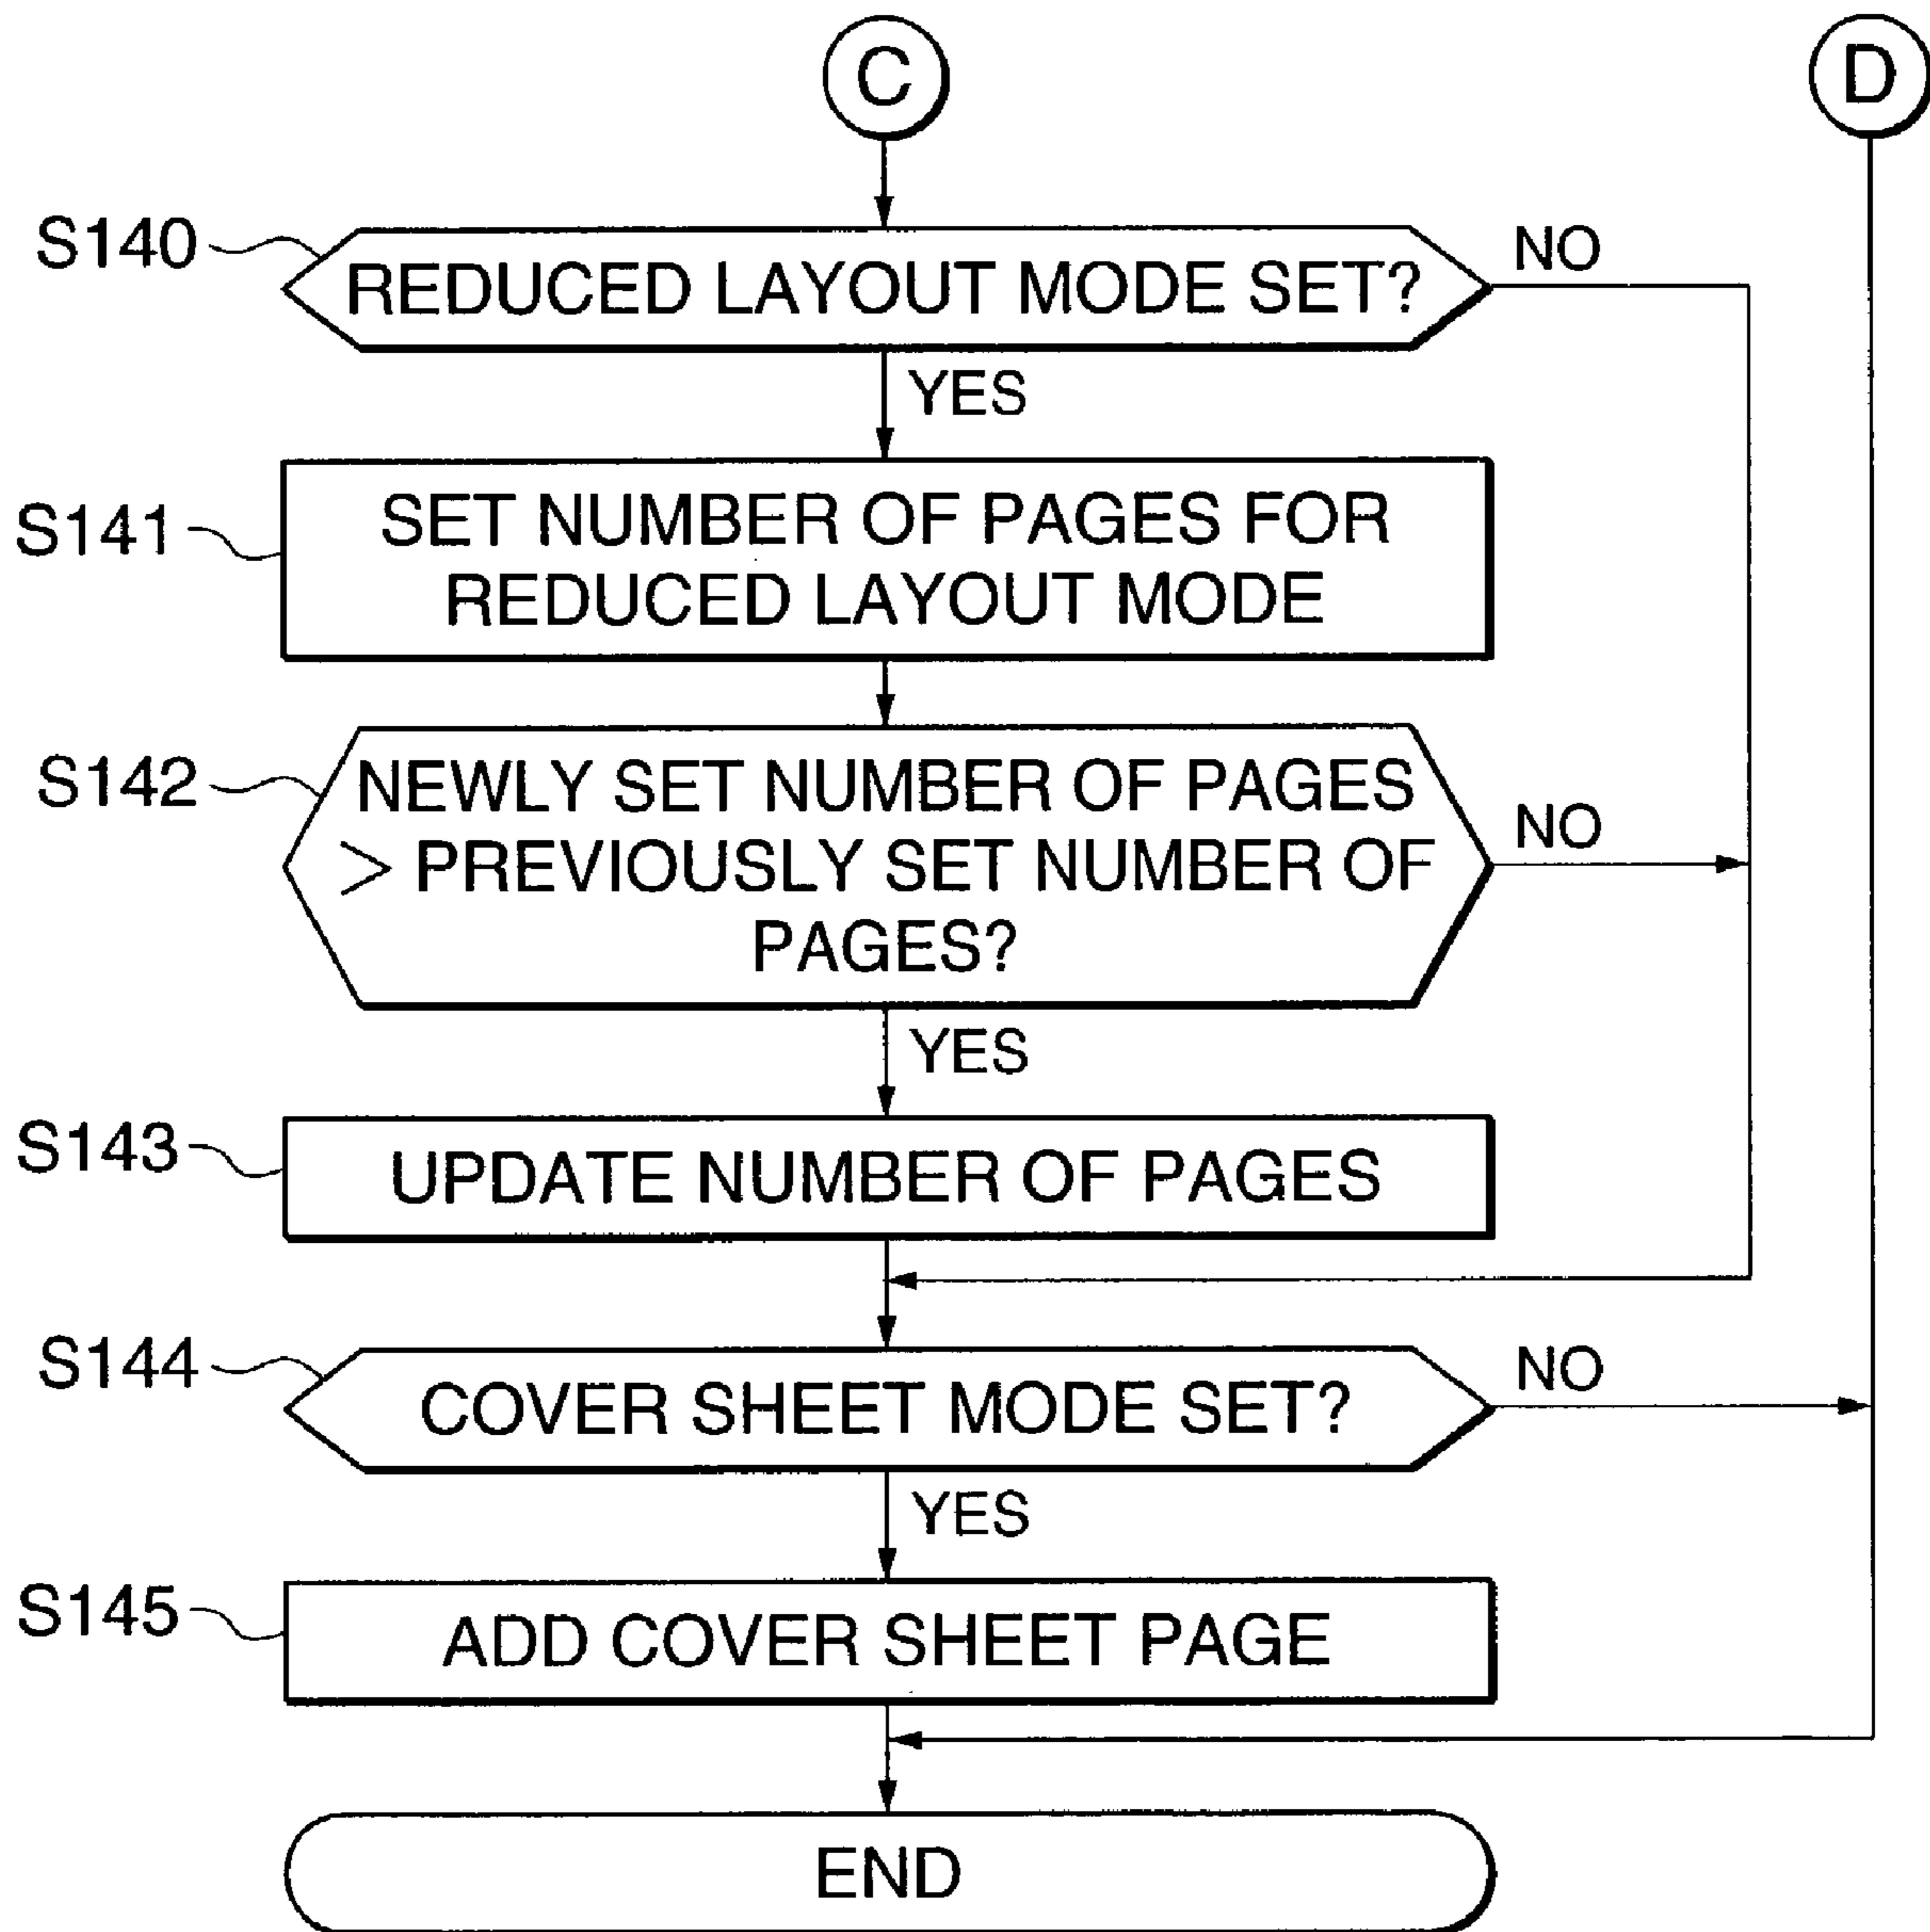 C
D
S140
REDUCED LAYOUT MODE SET?
NO
YES
S141
SET NUMBER OF PAGES FOR
REDUCED LAYOUT MODE
S142
NEWLY SET NUMBER OF PAGES
> PREVIOUSLY SET NUMBER OF
PAGES?
NO
YES
S143
UPDATE NUMBER OF PAGES
S144
COVER SHEET MODE SET?
NO
YES
S145
ADD COVER SHEET PAGE
END